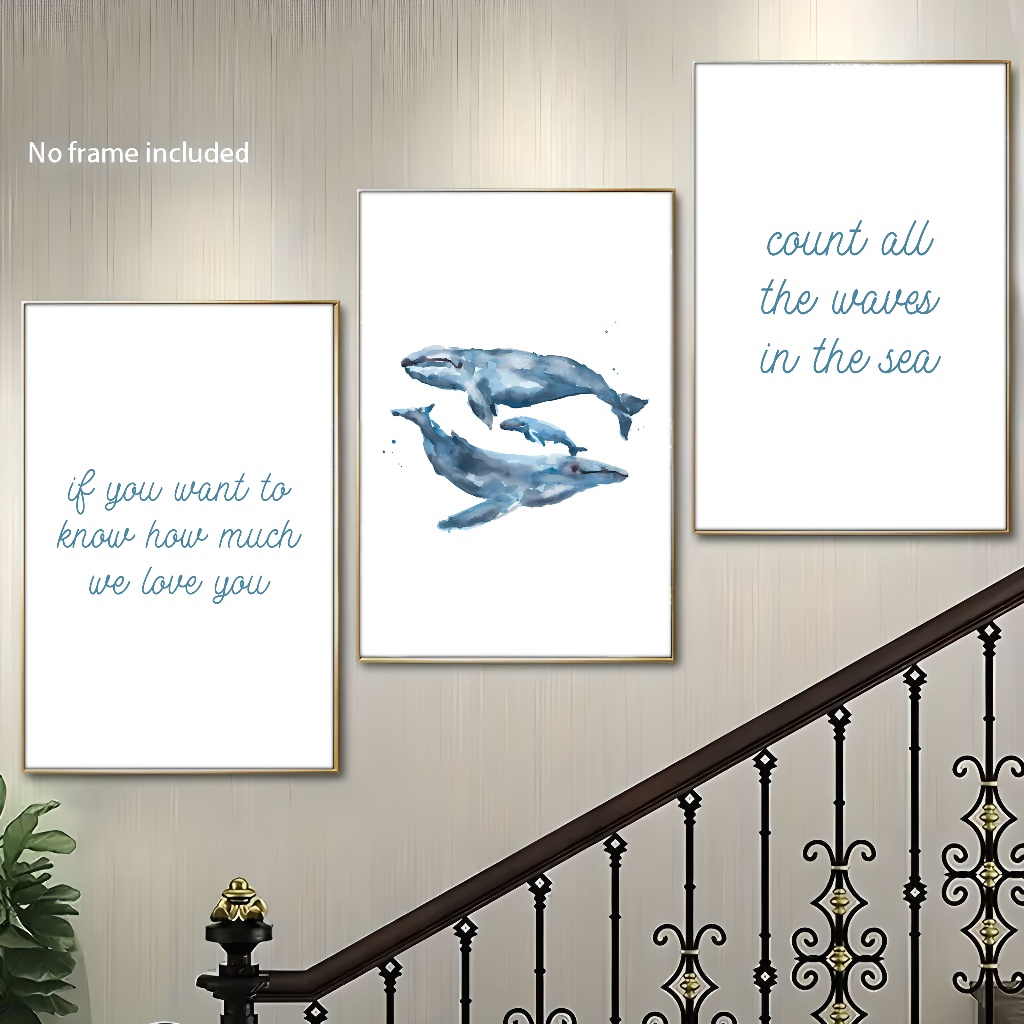 No frame included
if you want to
know how much
we love you
count all
the waves
in the sea